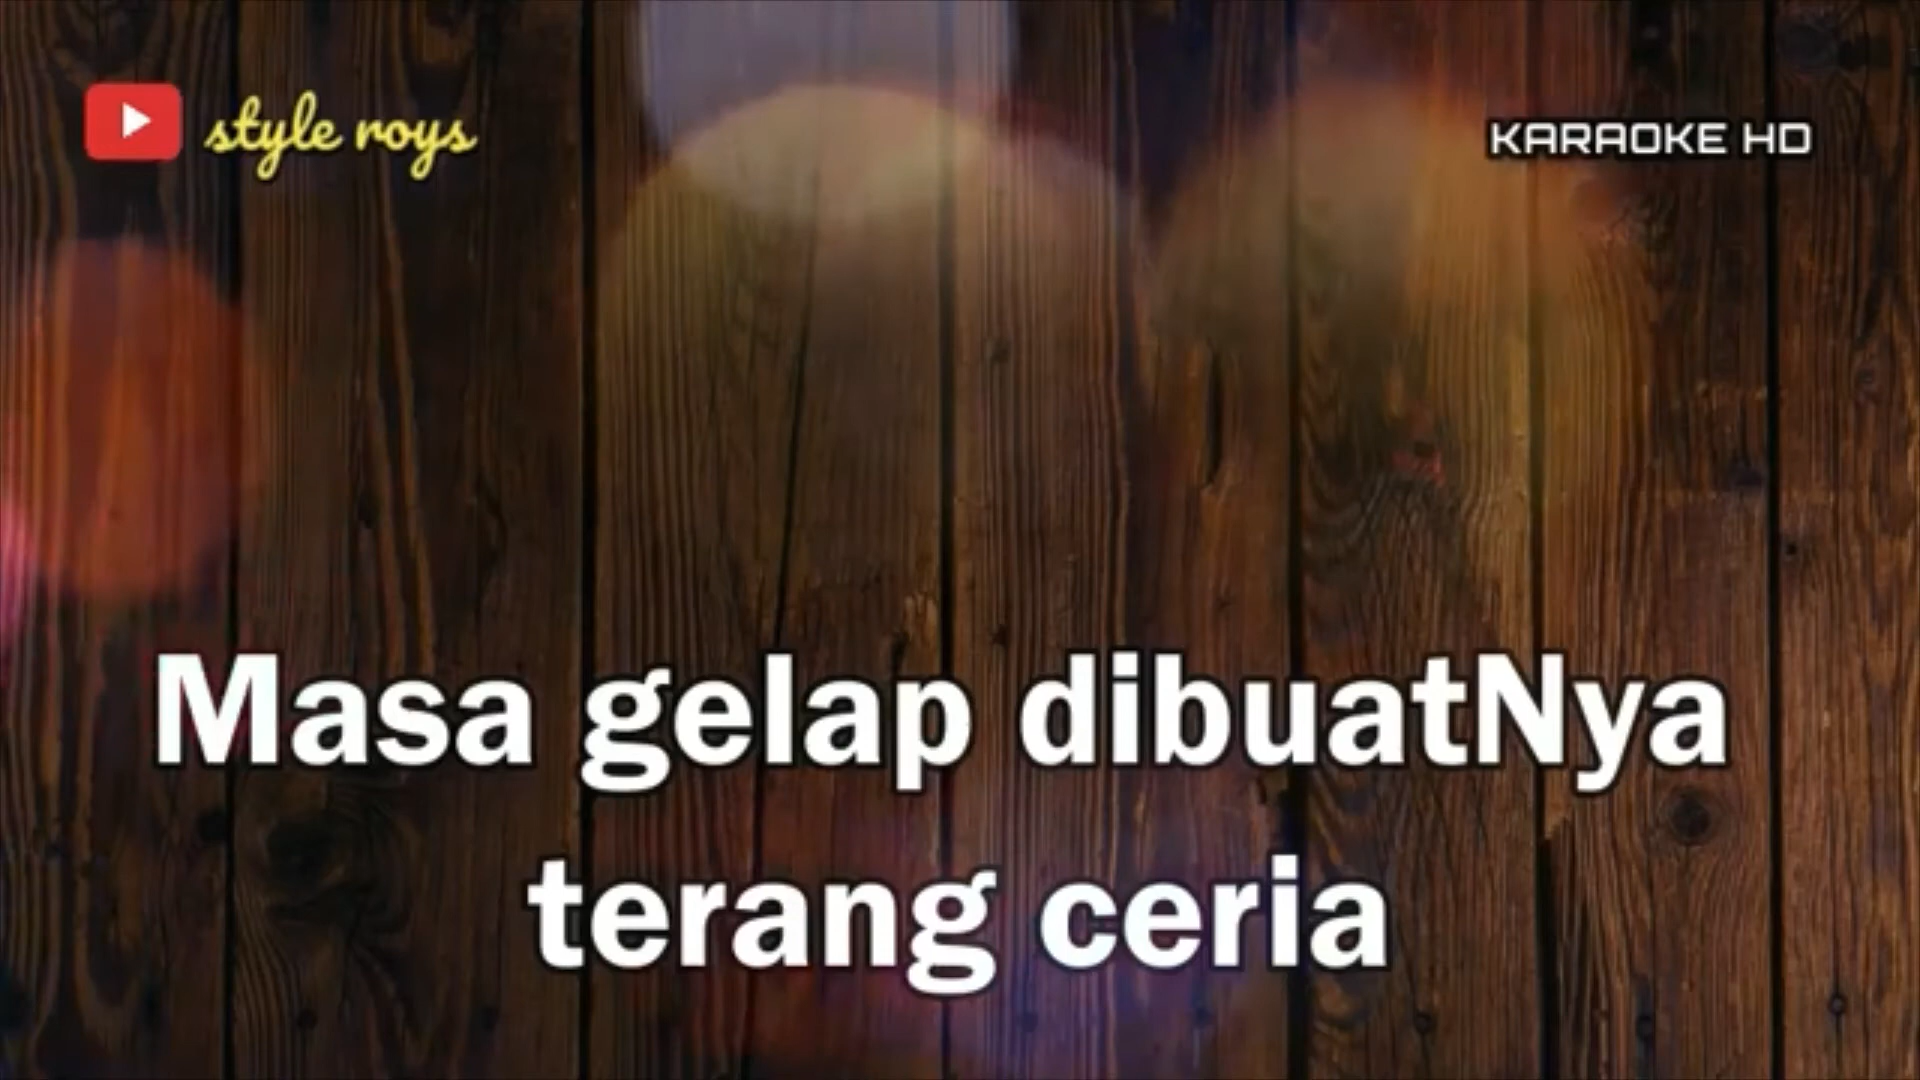 style roys
KARAOKE HD
Masa gelap dibuatNya
terang ceria